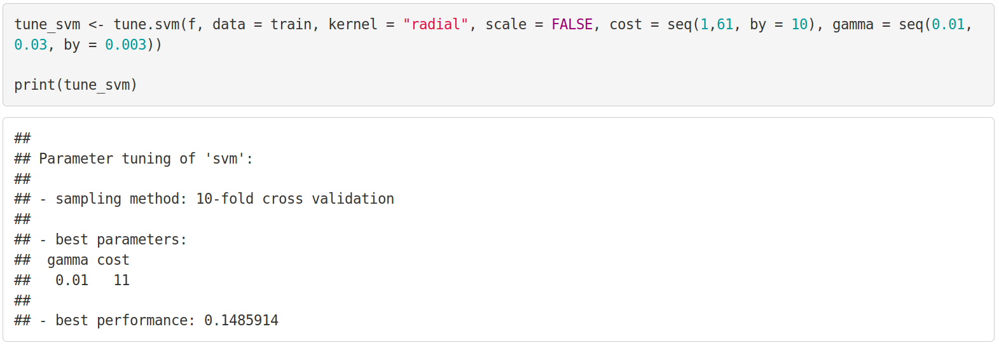 tune_svm <- tune.svm(f, data = train, kernel = "radial", scale = FALSE, cost = seq(1,61, by = 10), gamma = seq(0.01,
0.03, by = 0.003))
print(tune_svm)
##
## Parameter tuning of 'svm':
##
## - sampling method: 10-fold cross validation
##
## - best parameters:
##  gamma cost
##   0.01   11
##
## - best performance: 0.1485914